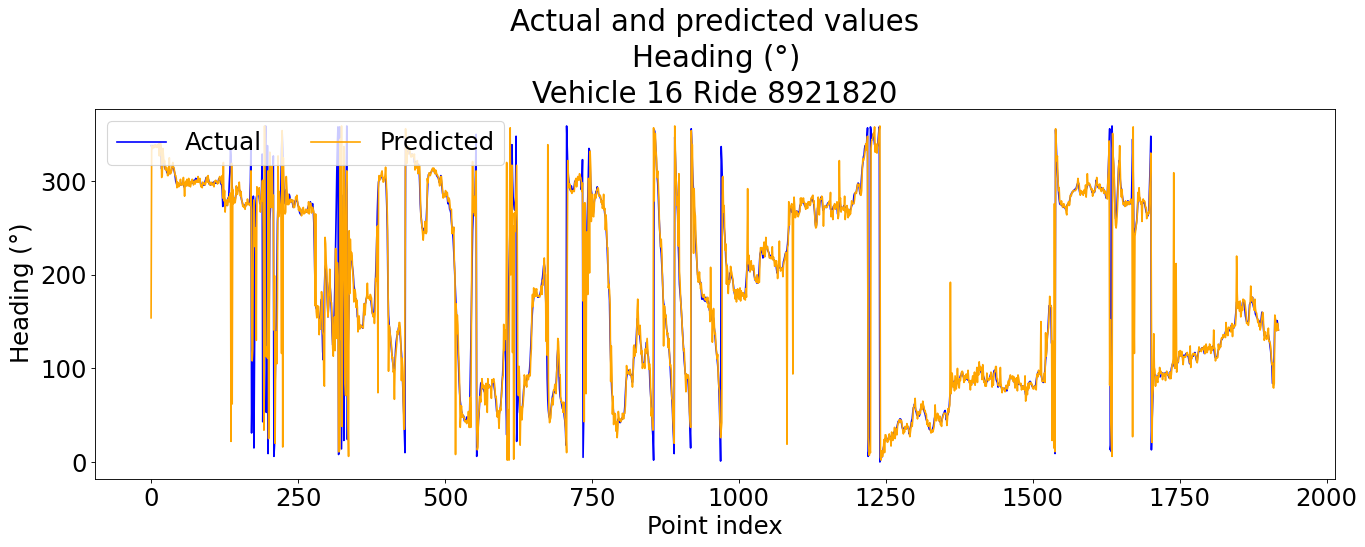 Actual and predicted values
Heading (°)
Vehicle 16 Ride 8921820
Actual Predicted
300
200
100
0
Heading (°)
0 250 500 750 1000 1250 1500 1750 2000
Point index